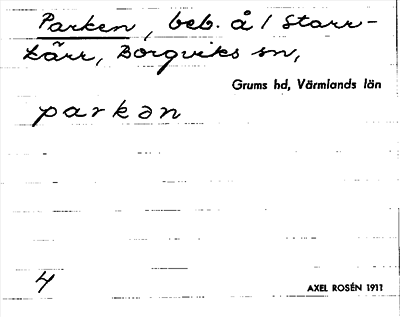 Parken, beb. å 1 Starr-
kärr, Borgviks sn,
Grums hd, Värmlands län
parkən
4
AXEL ROSÉN 1911